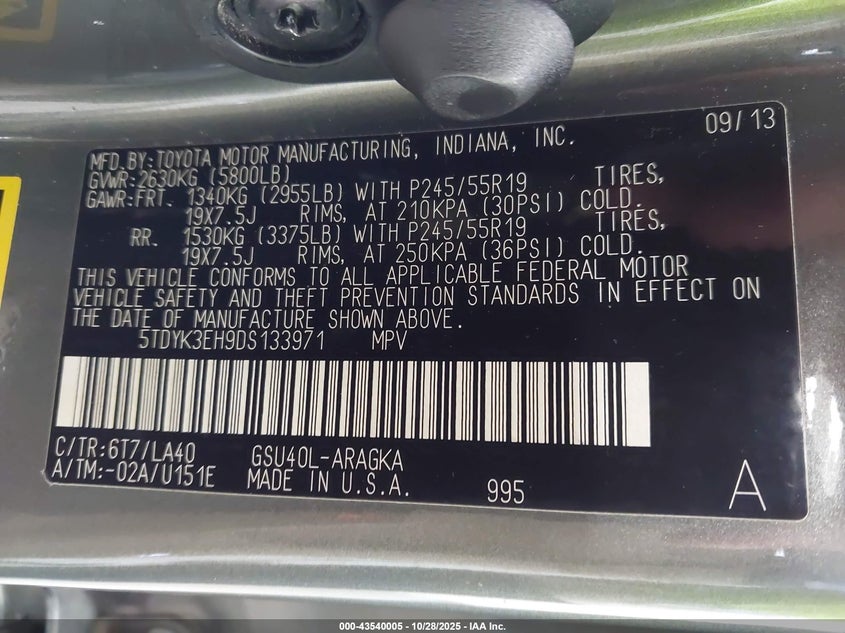 09/13
MFD.BY:TOYOTA MOTOR MANUFACTURING, INDIANA, INC.
GVWR:2630KG (5800LB)
GAWR:FRT. 1340KG (2955LB) WITH P245/55R19 TIRES,
19X7.5J RIMS, AT 210KPA (30PSI) COLD.
RR. 1530KG (3375LB) WITH P245/55R19 TIRES,
19X7.5J RIMS, AT 250KPA (36PSI) COLD.
THIS VEHICLE CONFORMS TO ALL APPLICABLE FEDERAL MOTOR
VEHICLE SAFETY AND THEFT PREVENTION STANDARDS IN EFFECT ON
THE DATE OF MANUFACTURE SHOWN ABOVE.
5TDYK3EH9DS133971 MPV
C/TR:6T7/LA40 GSU40L-ARAGKA
A/TM:-02A/U151E MADE IN U.S.A. 995 A
000-43540005 - 10/28/2025 - IAA Inc.